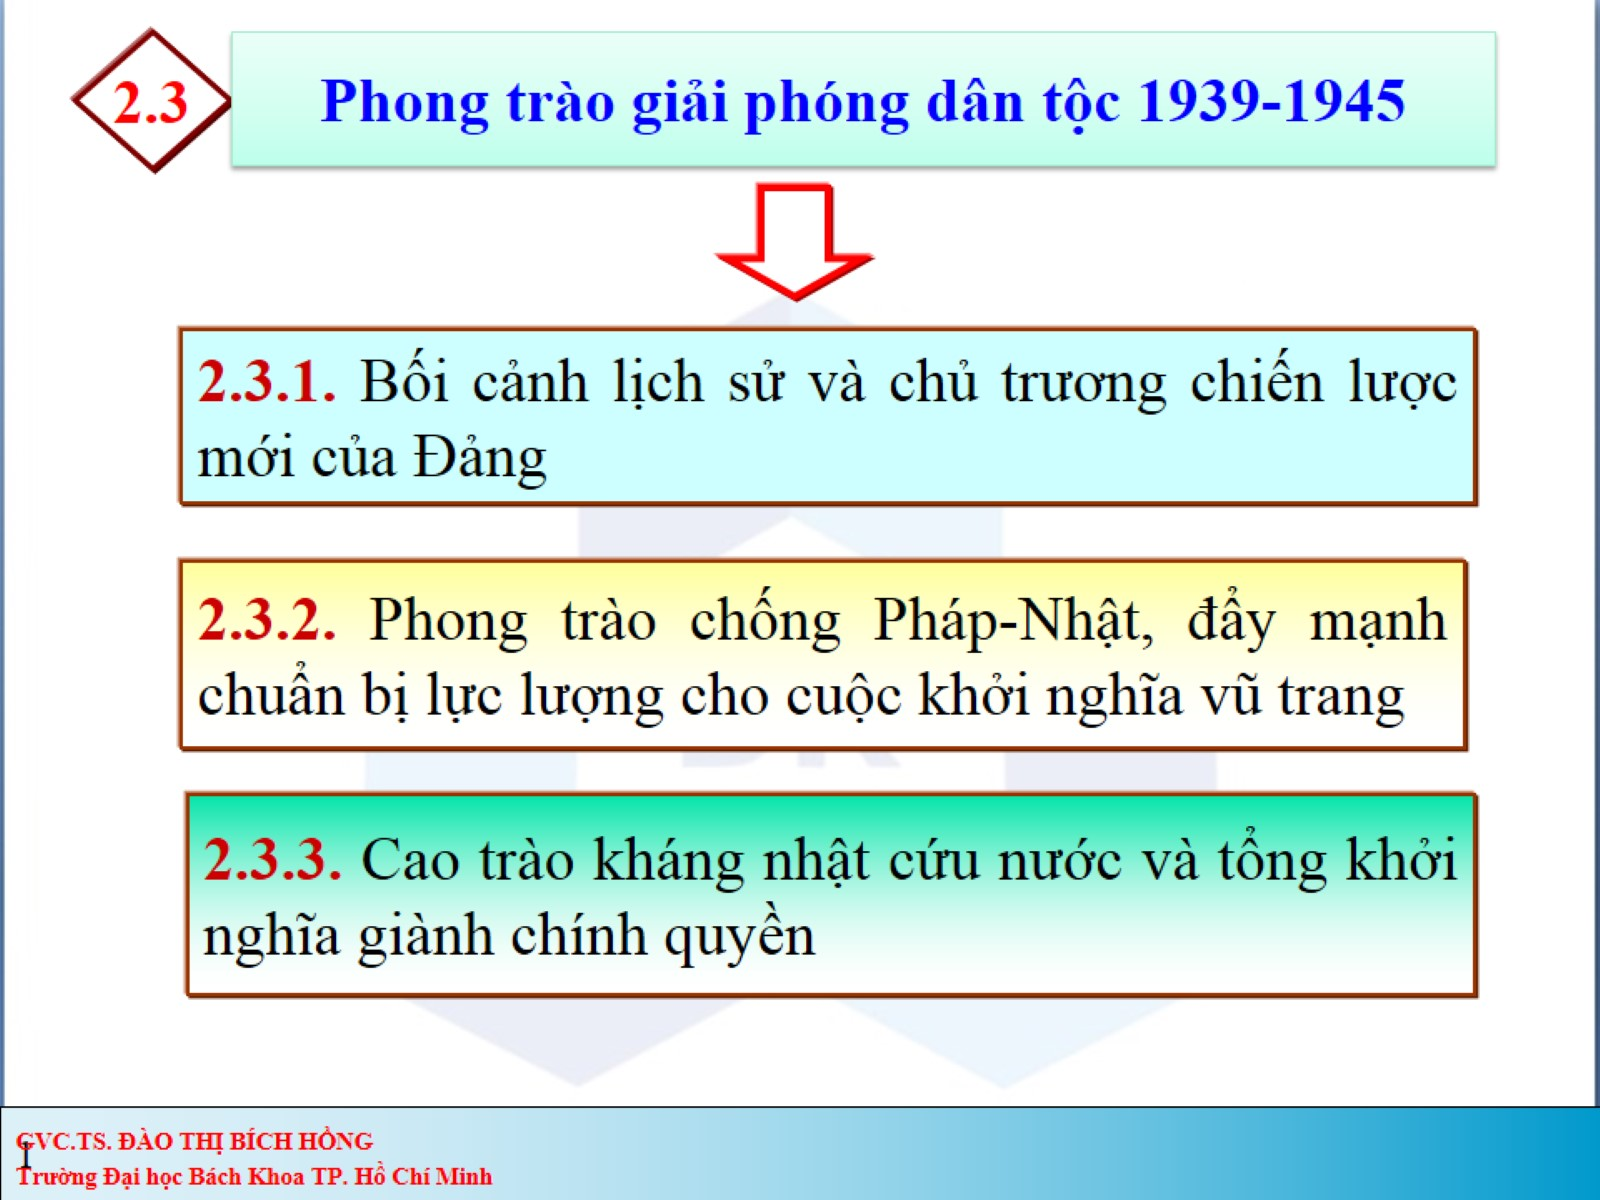 2.3
Phong trào giải phóng dân tộc 1939-1945
2.3.1. Bối cảnh lịch sử và chủ trương chiến lược
mới của Đảng
2.3.2. Phong trào chống Pháp-Nhật, đẩy mạnh
chuẩn bị lực lượng cho cuộc khởi nghĩa vũ trang
2.3.3. Cao trào kháng nhật cứu nước và tổng khởi
nghĩa giành chính quyền
GVC.TS. ĐÀO THỊ BÍCH HỒNG
1
Trường Đại học Bách Khoa TP. Hồ Chí Minh